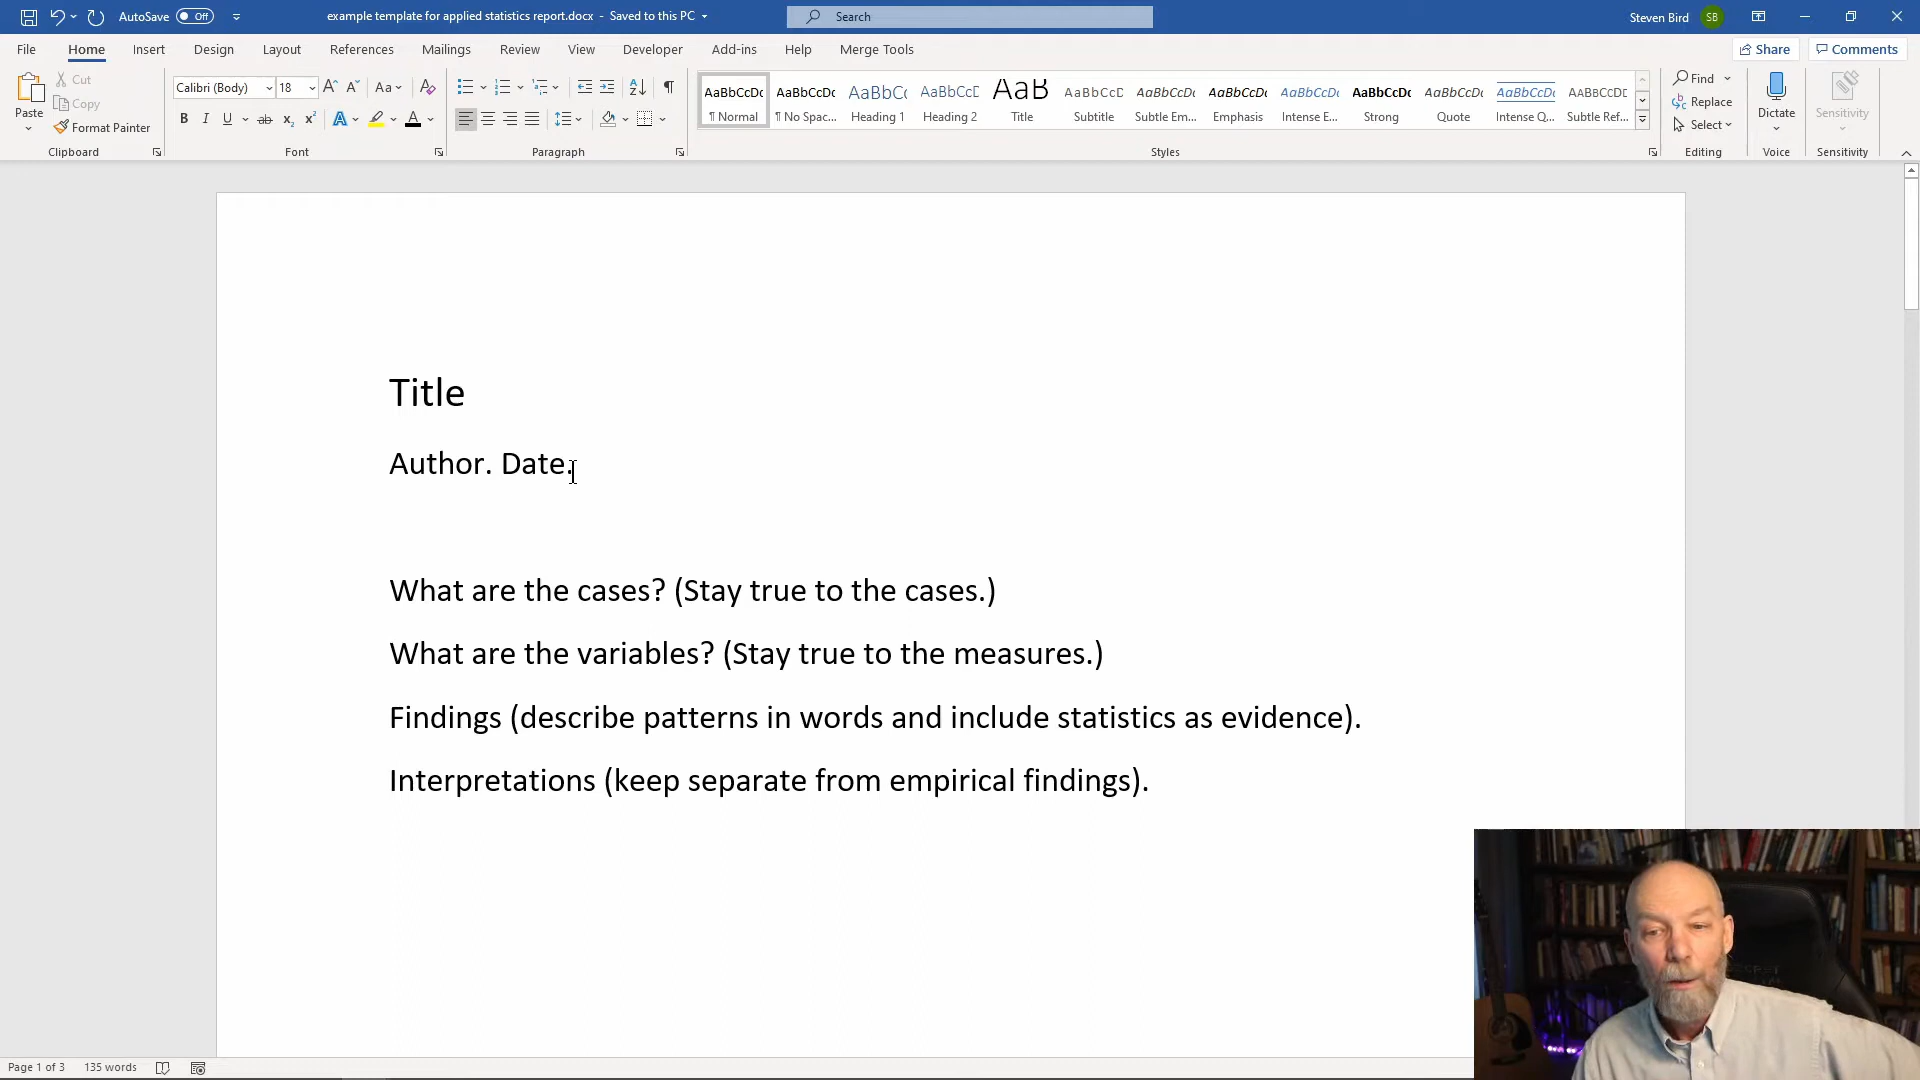 AutoSave Off example template for applied statistics report.docx - Saved to this PC Search Steven Bird SB
File Home Insert Design Layout References Mailings Review View Developer Add-ins Help Merge Tools Share Comments
Paste Cut Copy Format Painter
Calibri (Body) 18
AaBbCcDc AaBbCcDc AaBbCc AaBbCcD AaB AaBbCcD AaBbCcDc AaBbCcDc AaBbCcDc AaBbCcDc AaBbCcDc AaBbCcDc AABBCCDD
¶ Normal ¶ No Spac... Heading 1 Heading 2 Title Subtitle Subtle Em... Emphasis Intense E... Strong Quote Intense Q... Subtle Ref...
Find Replace Select
Dictate Sensitivity
Clipboard Font Paragraph Styles Editing Voice Sensitivity
Title
Author. Date.
What are the cases? (Stay true to the cases.)
What are the variables? (Stay true to the measures.)
Findings (describe patterns in words and include statistics as evidence).
Interpretations (keep separate from empirical findings).
Page 1 of 3 135 words